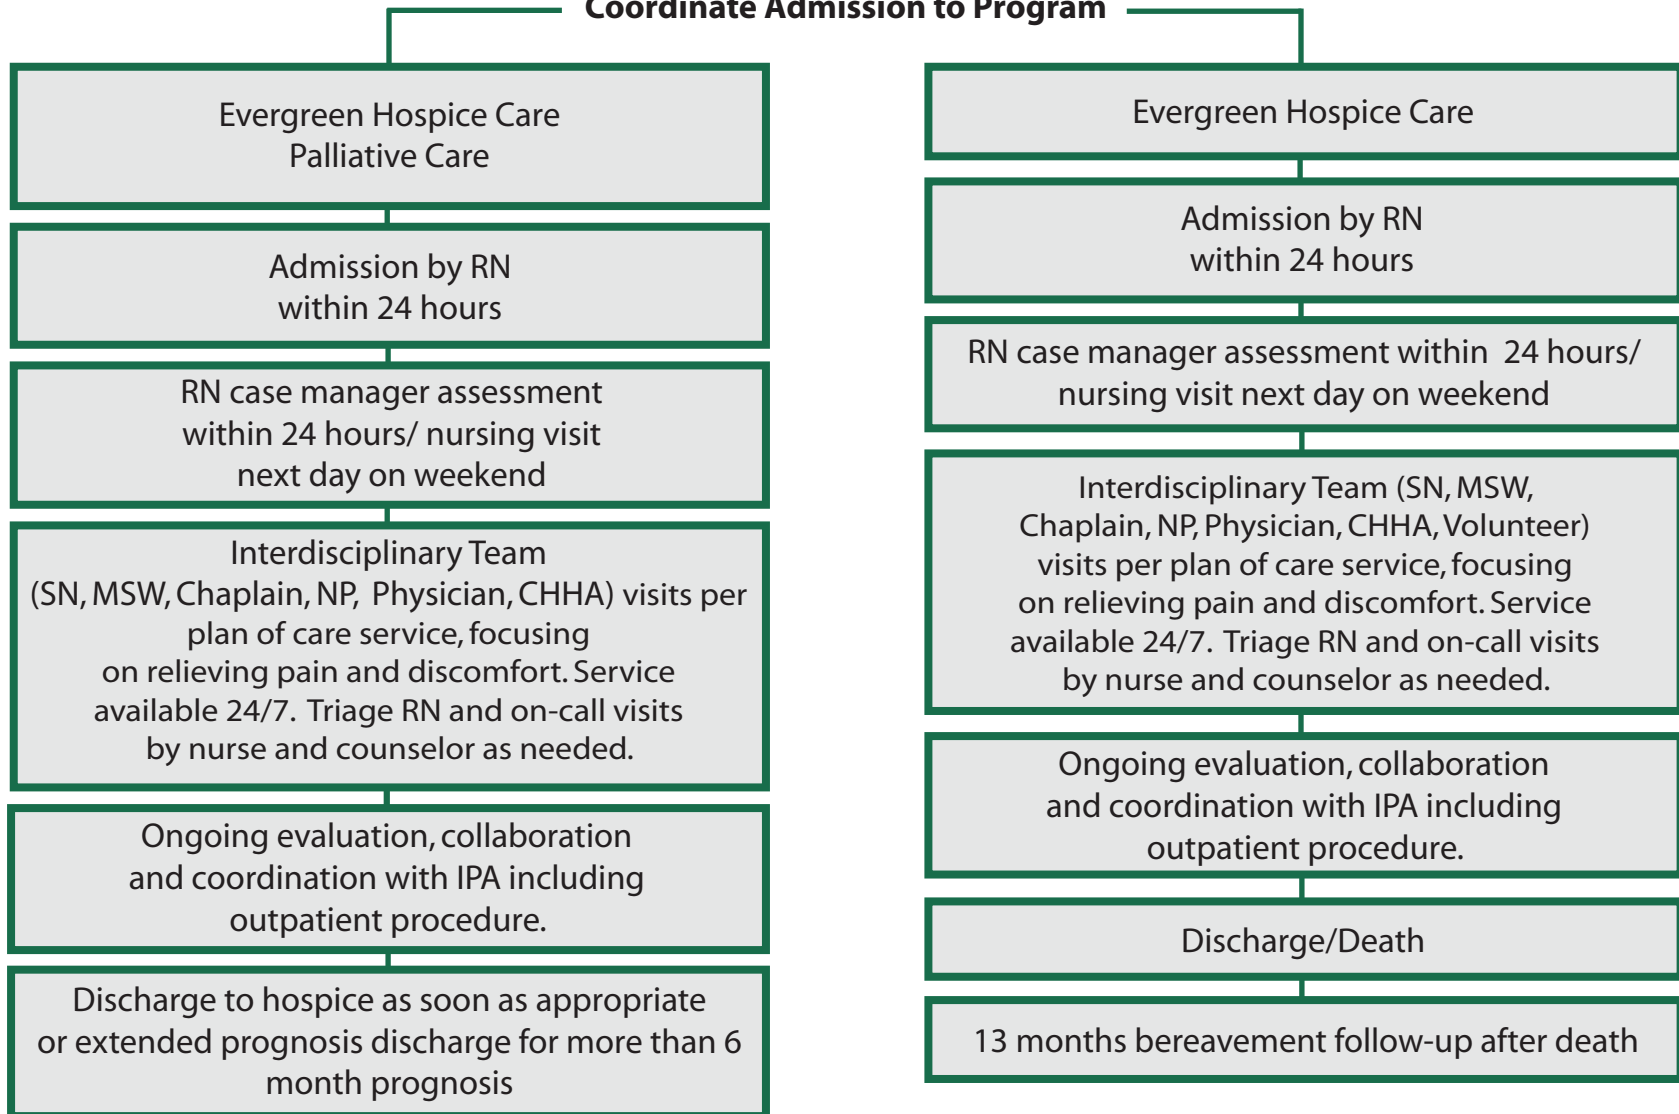 Coordinate Admission to Program
Evergreen Hospice Care
Palliative Care
Admission by RN
within 24 hours
RN case manager assessment
within 24 hours/ nursing visit
next day on weekend
Interdisciplinary Team
(SN, MSW, Chaplain, NP, Physician, CHHA) visits per
plan of care service, focusing
on relieving pain and discomfort. Service
available 24/7. Triage RN and on-call visits
by nurse and counselor as needed.
Ongoing evaluation, collaboration
and coordination with IPA including
outpatient procedure.
Discharge to hospice as soon as appropriate
or extended prognosis discharge for more than 6
month prognosis
Evergreen Hospice Care
Admission by RN
within 24 hours
RN case manager assessment within 24 hours/
nursing visit next day on weekend
Interdisciplinary Team (SN, MSW,
Chaplain, NP, Physician, CHHA, Volunteer)
visits per plan of care service, focusing
on relieving pain and discomfort. Service
available 24/7. Triage RN and on-call visits
by nurse and counselor as needed.
Ongoing evaluation, collaboration
and coordination with IPA including
outpatient procedure.
Discharge/Death
13 months bereavement follow-up after death